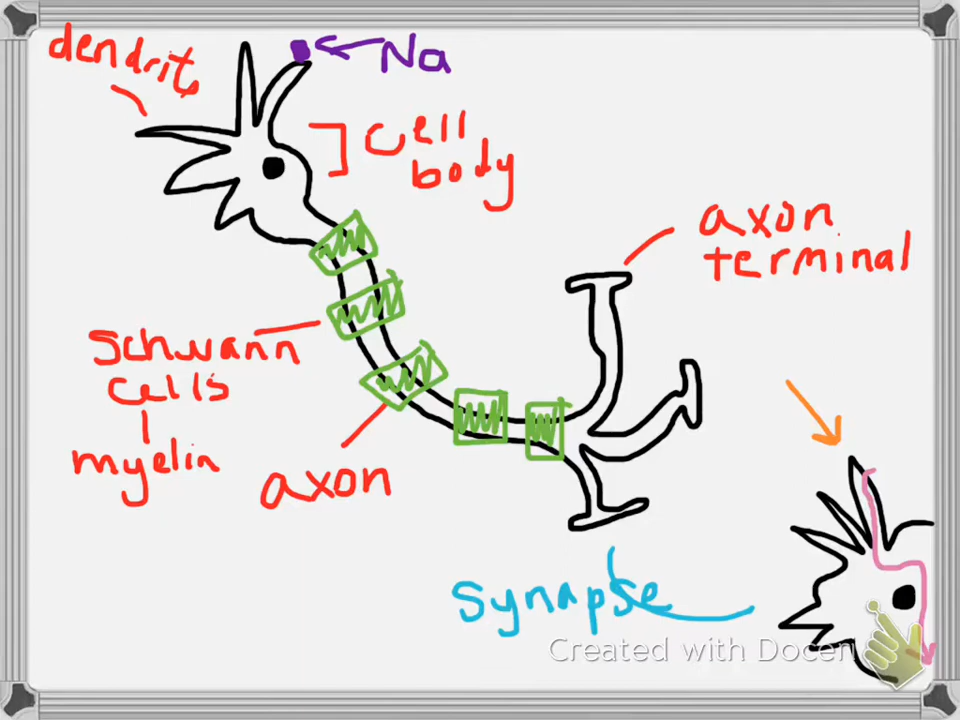 dendrite
Na
Cell
body
axon
terminal
Schwann
cells
myelin
axon
Synapse
Created with Doceri